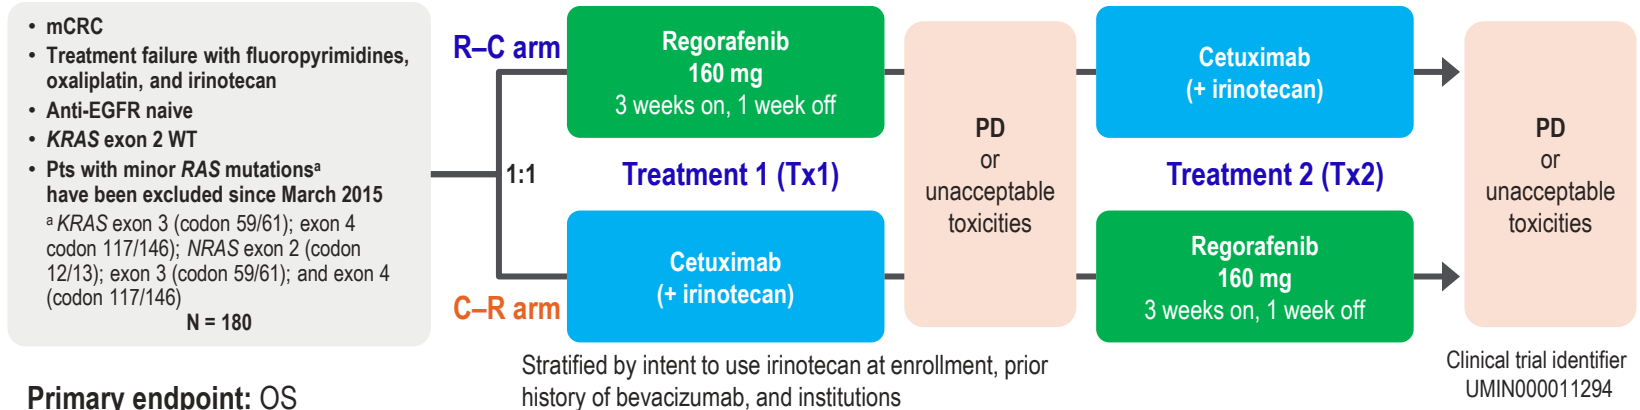 • mCRC
• Treatment failure with fluoropyrimidines,
oxaliplatin, and irinotecan
• Anti-EGFR naive
• KRAS exon 2 WT
• Pts with minor RAS mutationsᵃ
have been excluded since March 2015
ᵃ KRAS exon 3 (codon 59/61); exon 4
codon 117/146); NRAS exon 2 (codon
12/13); exon 3 (codon 59/61); and exon 4
(codon 117/146)
N = 180
1:1
R–C arm
Regorafenib
160 mg
3 weeks on, 1 week off
Treatment 1 (Tx1)
C–R arm
Cetuximab
(+ irinotecan)
PD
or
unacceptable
toxicities
Cetuximab
(+ irinotecan)
Treatment 2 (Tx2)
Regorafenib
160 mg
3 weeks on, 1 week off
PD
or
unacceptable
toxicities
Stratified by intent to use irinotecan at enrollment, prior
history of bevacizumab, and institutions
Clinical trial identifier
UMIN000011294
Primary endpoint: OS